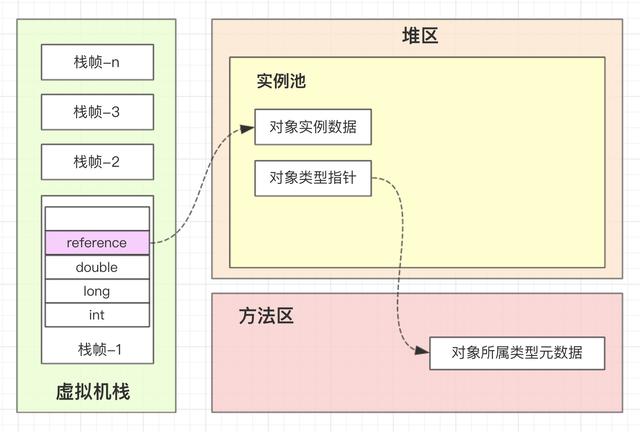 栈帧-n
栈帧-3
栈帧-2
reference
double
long
int
栈帧-1
虚拟机栈
堆区
实例池
对象实例数据
对象类型指针
方法区
对象所属类型元数据